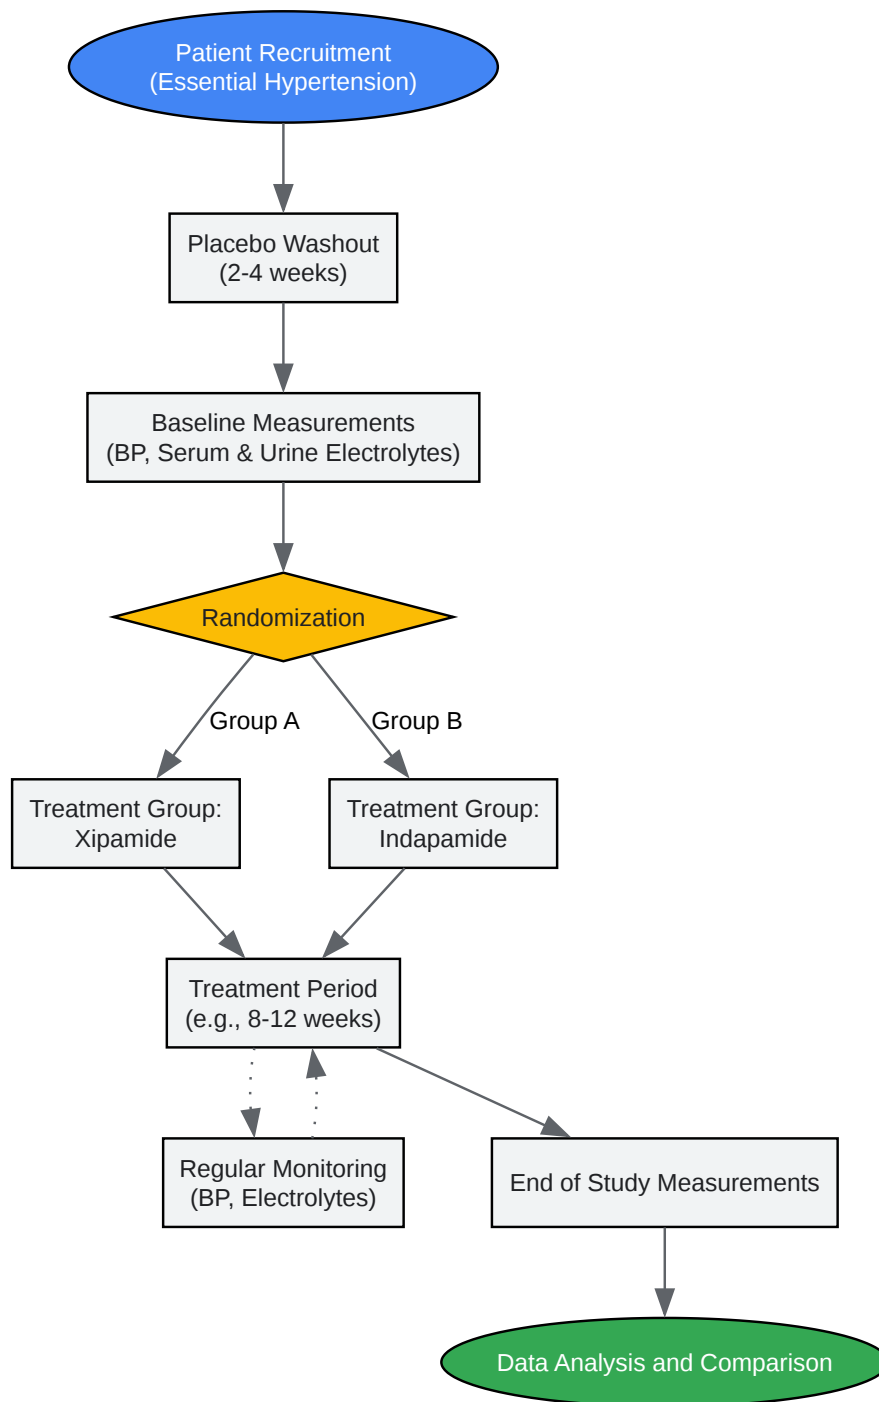 Patient Recruitment
(Essential Hypertension)
Placebo Washout
(2-4 weeks)
Baseline Measurements
(BP, Serum & Urine Electrolytes)
Randomization
Group A
Group B
Treatment Group:
Xipamide
Treatment Group:
Indapamide
Treatment Period
(e.g., 8-12 weeks)
Regular Monitoring
(BP, Electrolytes)
End of Study Measurements
Data Analysis and Comparison